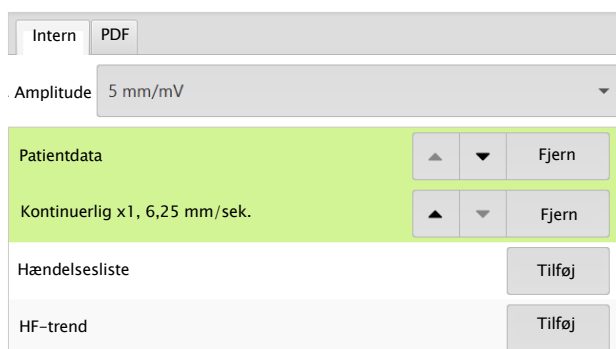 Intern PDF
Amplitude 5 mm/mV
Patientdata Fjern
Kontinuerlig x1, 6,25 mm/sek. Fjern
Hændelsesliste Tilføj
HF-trend Tilføj